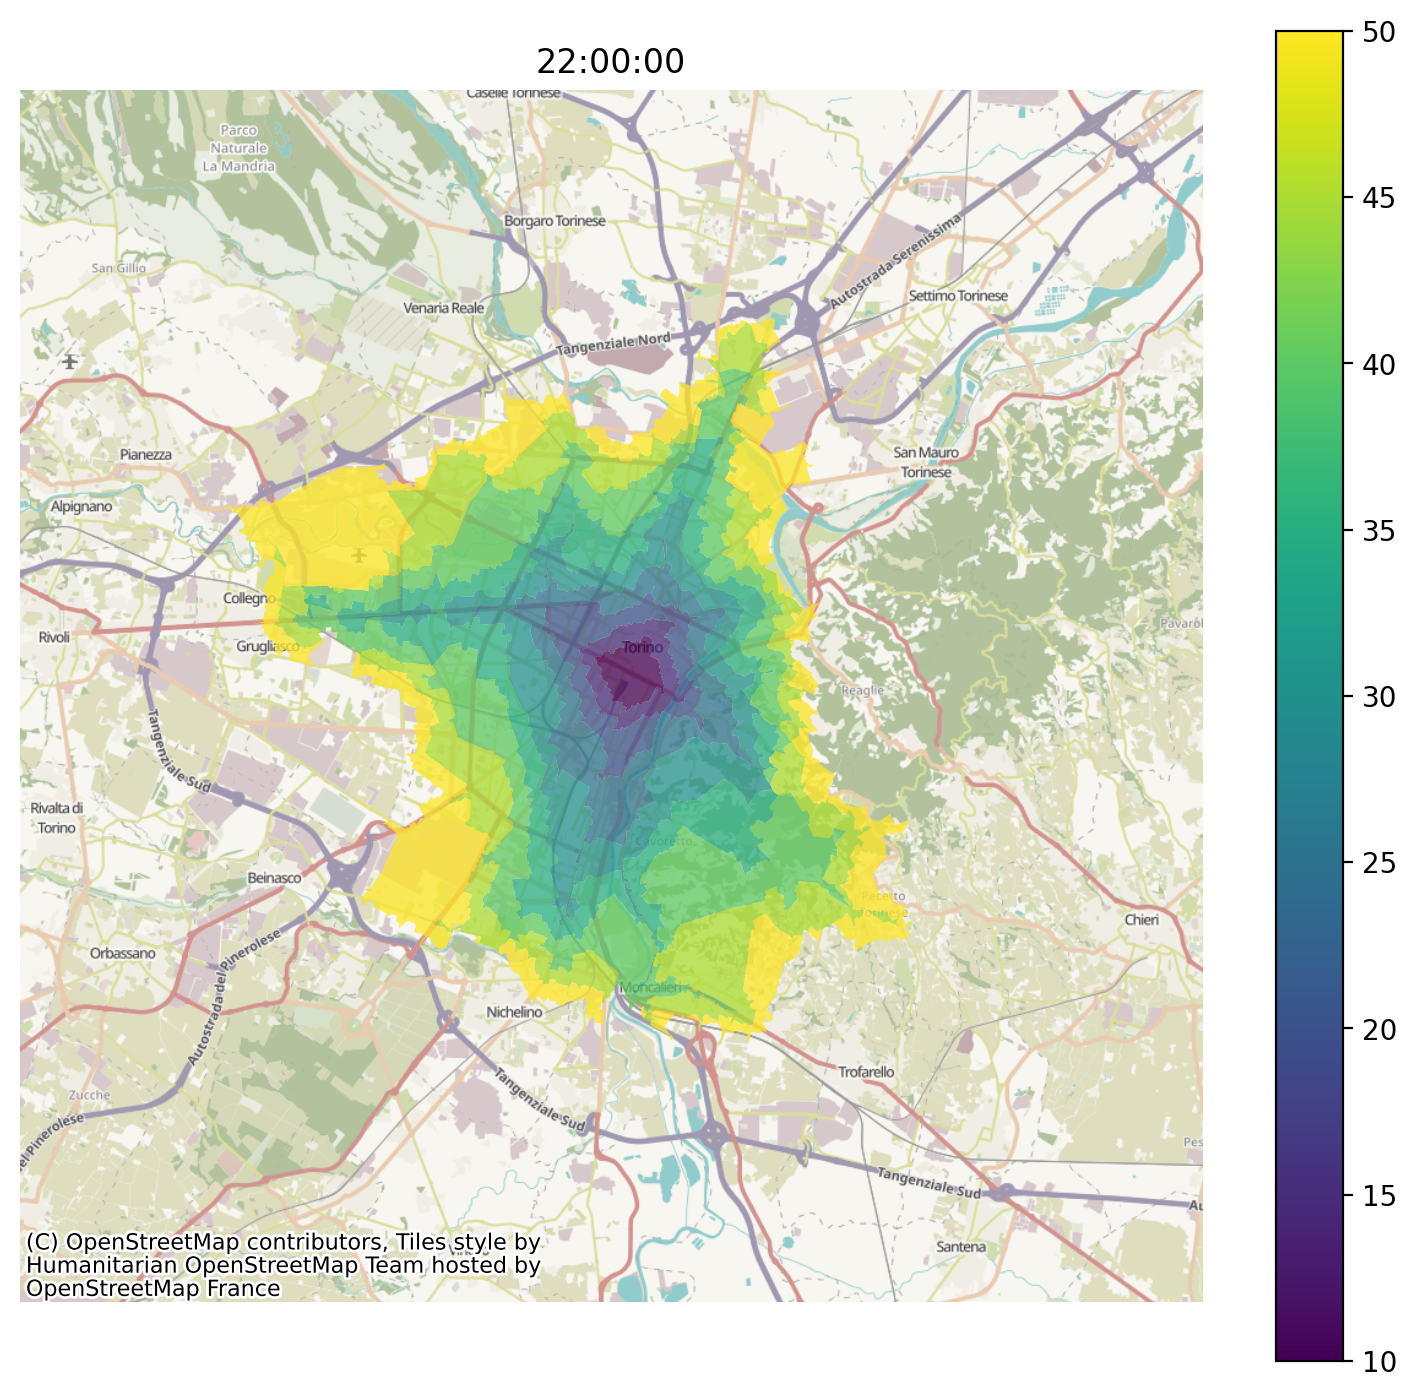 22:00:00
50
45
40
35
30
25
20
15
10
Caselle Torinese
Parco
Naturale
La Mandria
Borgaro Torinese
Autostrada Serenissima
San Gillio
Venaria Reale
Settimo Torinese
Tangenziale Nord
Pianezza
San Mauro
Torinese
Alpignano
Collegno
Rivoli
Grugliasco
Torino
Reaglie
Tangenziale Sud
Rivalta di
Torino
Cavoretto
Beinasco
Pecetto
Torinese
Chieri
Orbassano
Autostrada del Pinerolese
Moncalieri
Nichelino
Trofarello
Zucche
Tangenziale Sud
del Pinerolese
Tangenziale Sud
Santena
(C) OpenStreetMap contributors, Tiles style by
Humanitarian OpenStreetMap Team hosted by
OpenStreetMap France